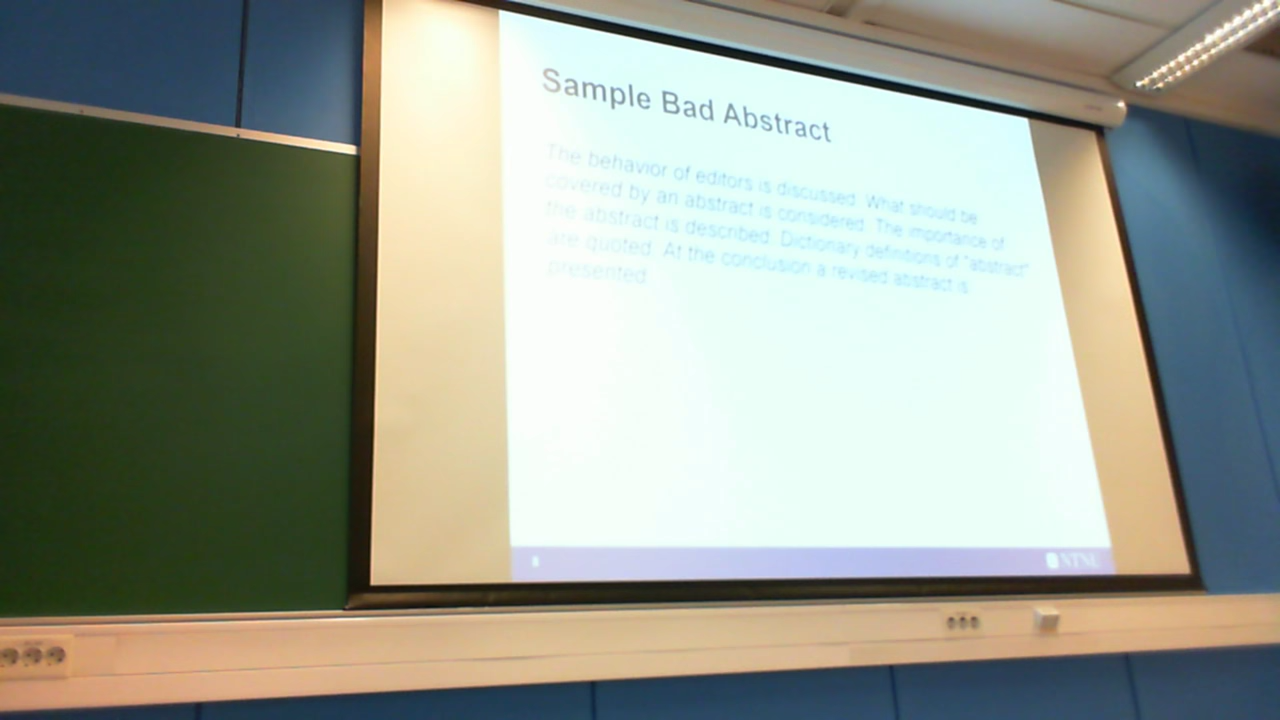 Sample Bad Abstract
The behavior of editors is discussed. What should be
covered by an abstract is considered. The importance of
the abstract is described. Dictionary definitions of "abstract"
are quoted. At the conclusion a revised abstract is
presented.
8
NTNU